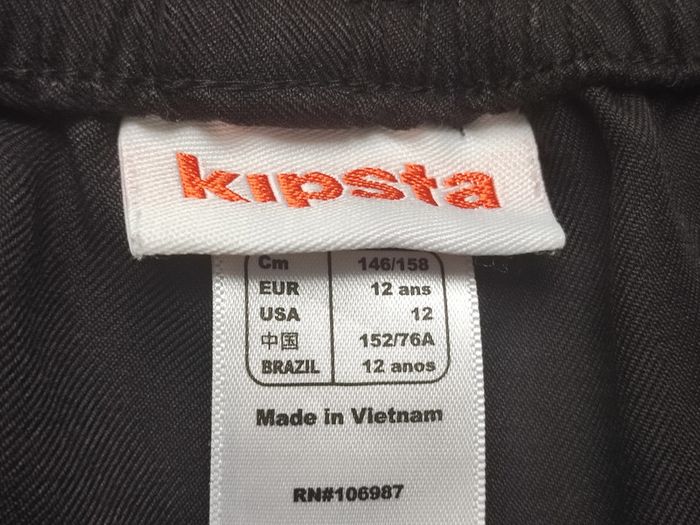 kipsta
Cm 146/158
EUR 12 ans
USA 12
中国 152/76A
BRAZIL 12 anos
Made in Vietnam
RN#106987